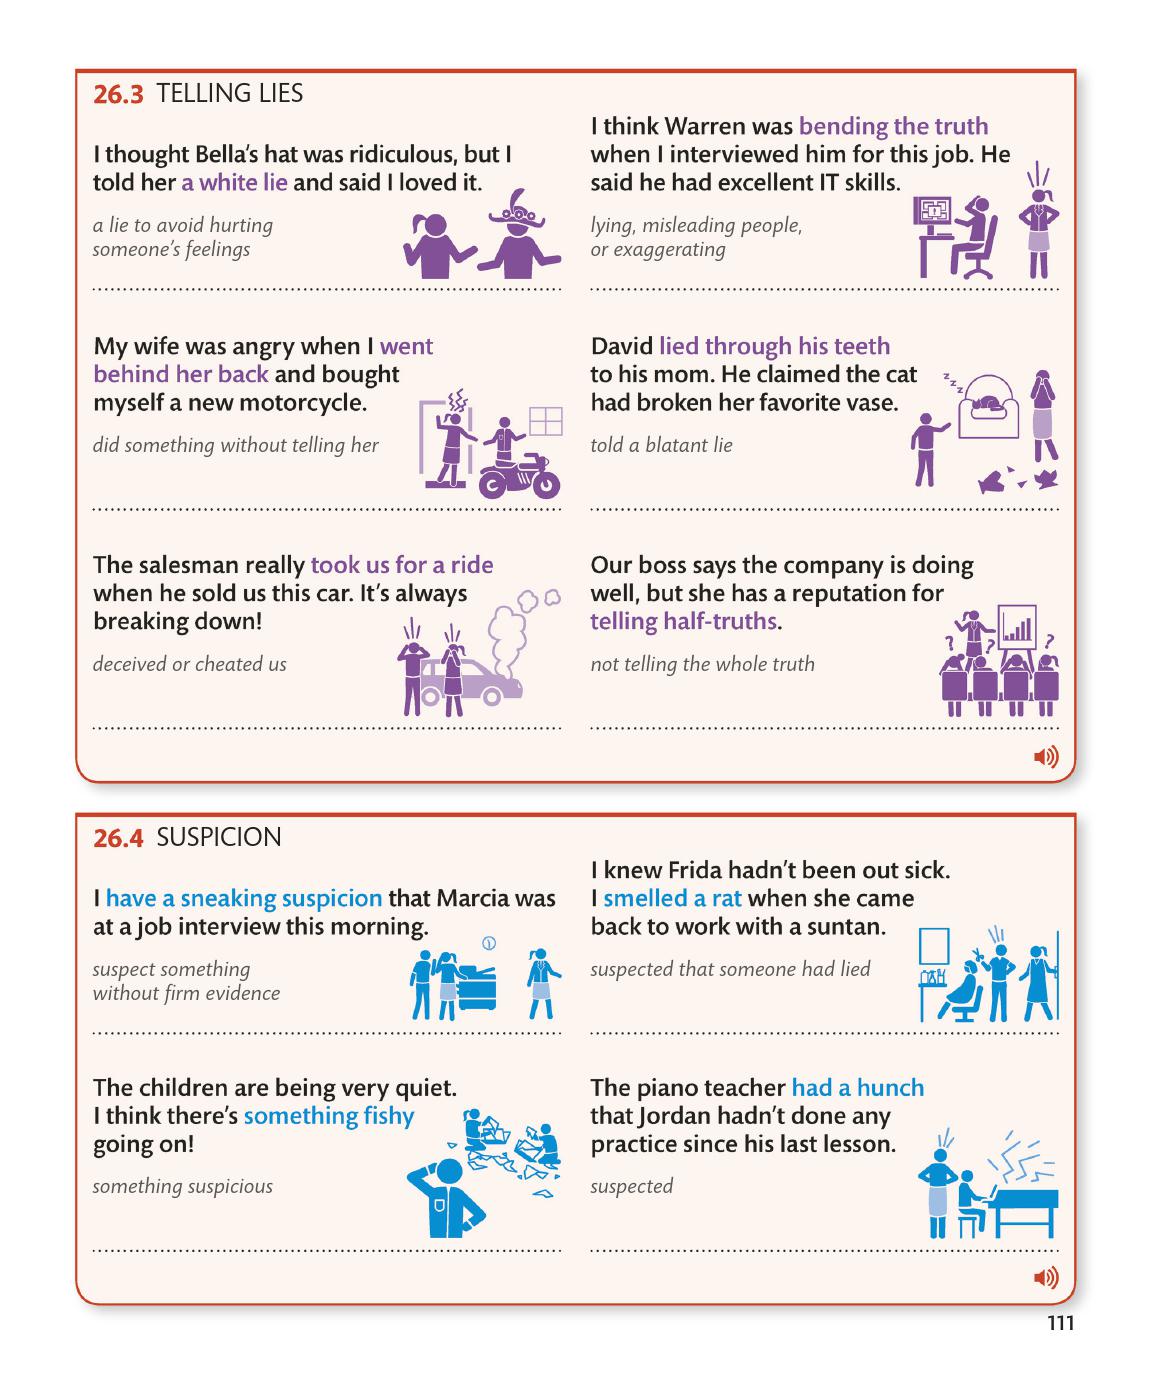 26.3 TELLING LIES
I thought Bella's hat was ridiculous, but I
told her a white lie and said I loved it.
a lie to avoid hurting
someone's feelings
I think Warren was bending the truth
when I interviewed him for this job. He
said he had excellent IT skills.
lying, misleading people,
or exaggerating
My wife was angry when I went
behind her back and bought
myself a new motorcycle.
did something without telling her
David lied through his teeth
to his mom. He claimed the cat
had broken her favorite vase.
told a blatant lie
z z z z
The salesman really took us for a ride
when he sold us this car. It's always
breaking down!
deceived or cheated us
Our boss says the company is doing
well, but she has a reputation for
telling half-truths.
not telling the whole truth
? ? ?
26.4 SUSPICION
I have a sneaking suspicion that Marcia was
at a job interview this morning.
suspect something
without firm evidence
I knew Frida hadn't been out sick.
I smelled a rat when she came
back to work with a suntan.
suspected that someone had lied
The children are being very quiet.
I think there's something fishy
going on!
something suspicious
The piano teacher had a hunch
that Jordan hadn't done any
practice since his last lesson.
suspected
111